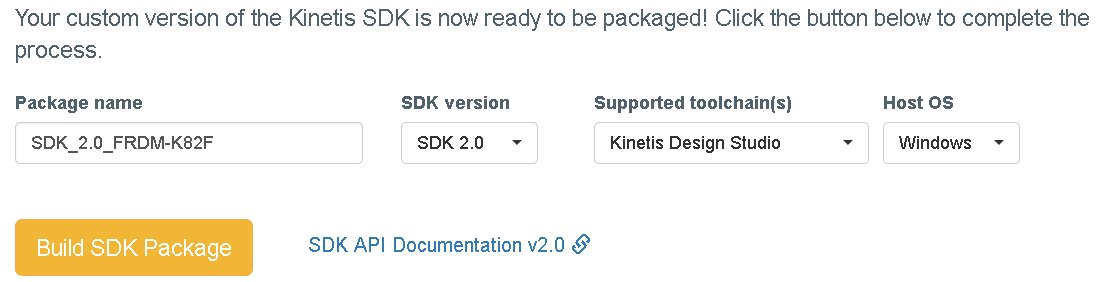 Your custom version of the Kinetis SDK is now ready to be packaged! Click the button below to complete the
process.
Package name
SDK version
Supported toolchain(s)
Host OS
SDK_2.0_FRDM-K82F
SDK 2.0
Kinetis Design Studio
Windows
Build SDK Package
SDK API Documentation v2.0